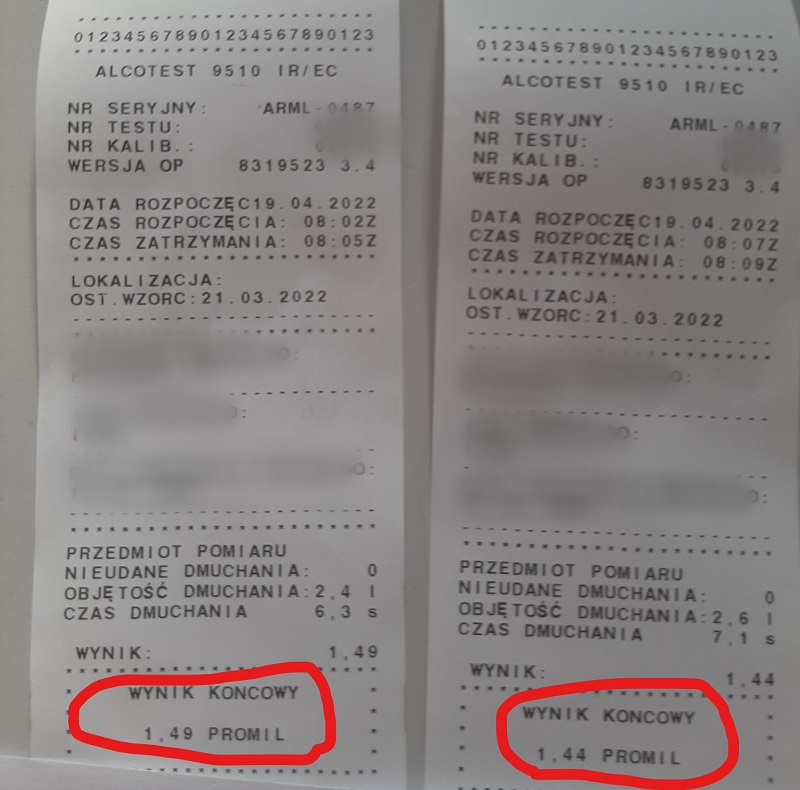 012345678901234567890123
ALCOTEST 9510 IR/EC
NR SERYJNY: ARML-0487
NR TESTU:
NR KALIB.:
WERSJA OP 8319523 3.4
DATA ROZPOCZĘC19.04.2022
CZAS ROZPOCZĘCIA: 08:02Z
CZAS ZATRZYMANIA: 08:05Z
LOKALIZACJA:
OST.WZORC:21.03.2022
PRZEDMIOT POMIARU
NIEUDANE DMUCHANIA: 0
OBJĘTOŚĆ DMUCHANIA:2,4 l
CZAS DMUCHANIA 6,3 s
WYNIK: 1,49
WYNIK KONCOWY
1,49 PROMIL
012345678901234567890123
ALCOTEST 9510 IR/EC
NR SERYJNY: ARML-0487
NR TESTU:
NR KALIB.:
WERSJA OP 8319523 3.4
DATA ROZPOCZĘC19.04.2022
CZAS ROZPOCZĘCIA: 08:07Z
CZAS ZATRZYMANIA: 08:09Z
LOKALIZACJA:
OST.WZORC:21.03.2022
PRZEDMIOT POMIARU
NIEUDANE DMUCHANIA: 0
OBJĘTOŚĆ DMUCHANIA:2,6 l
CZAS DMUCHANIA 7,1 s
WYNIK: 1,44
WYNIK KONCOWY
1,44 PROMIL